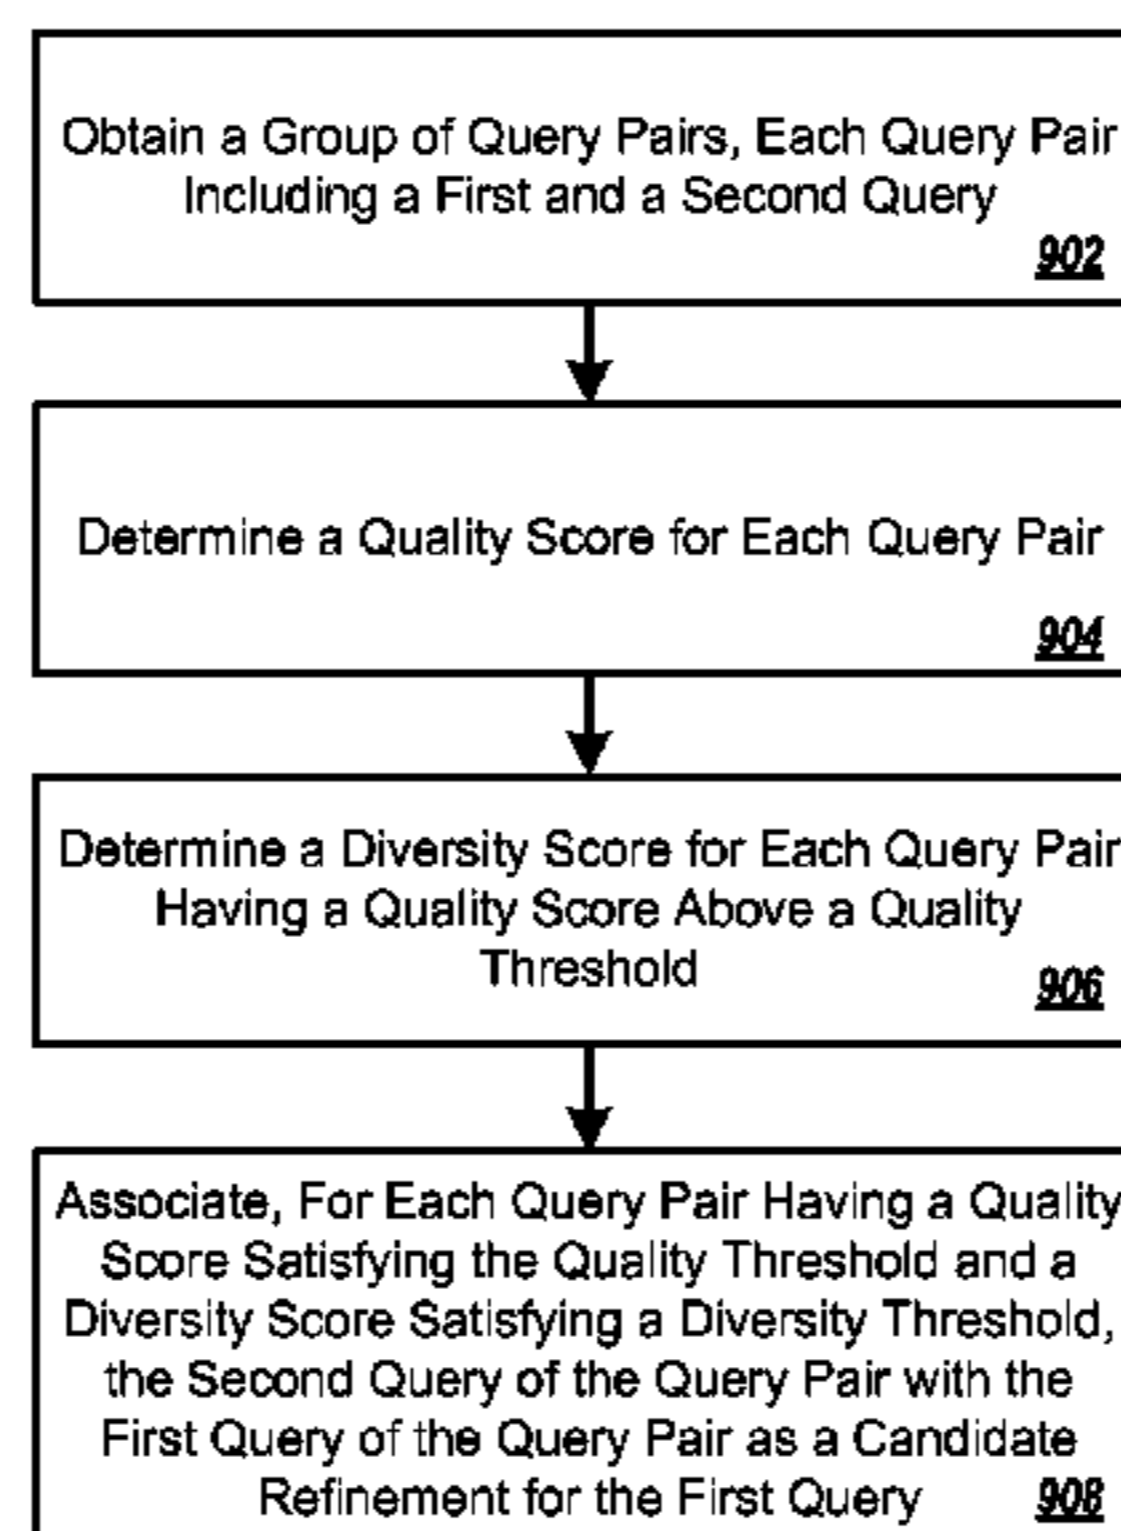 Obtain a Group of Query Pairs, Each Query Pair
Including a First and a Second Query
902
Determine a Quality Score for Each Query Pair
904
Determine a Diversity Score for Each Query Pair
Having a Quality Score Above a Quality
Threshold
906
Associate, For Each Query Pair Having a Quality
Score Satisfying the Quality Threshold and a
Diversity Score Satisfying a Diversity Threshold,
the Second Query of the Query Pair with the
First Query of the Query Pair as a Candidate
Refinement for the First Query
908